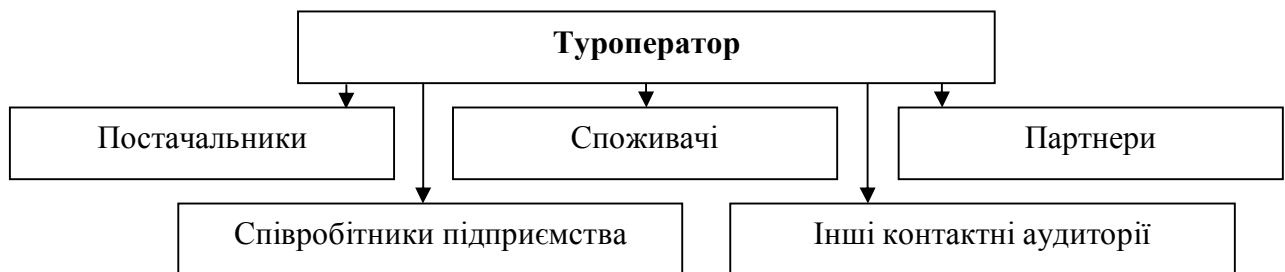 Туроператор
Постачальники
Споживачі
Партнери
Співробітники підприємства
Інші контактні аудиторії